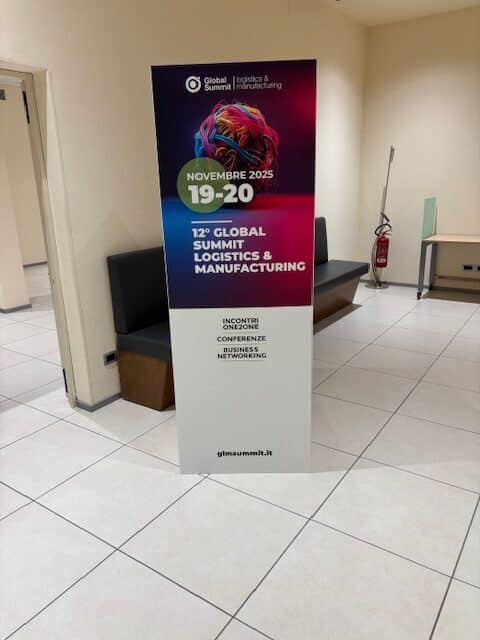 Global logistics &
Summit manufacturing
NOVEMBRE 2025
19-20
12° GLOBAL
SUMMIT
LOGISTICS &
MANUFACTURING
INCONTRI
ONE2ONE
CONFERENZE
BUSINESS
NETWORKING
glmsummit.it